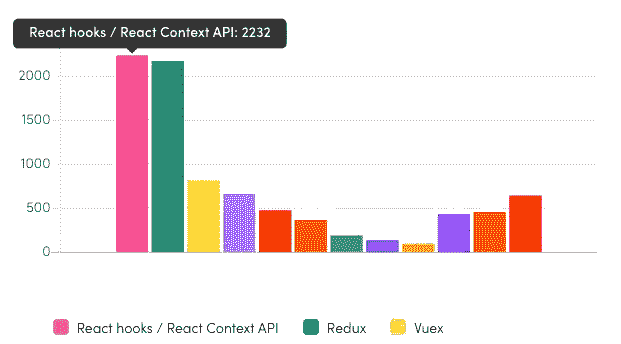 React hooks / React Context API: 2232
2000
1500
1000
500
0
React hooks / React Context API Redux Vuex